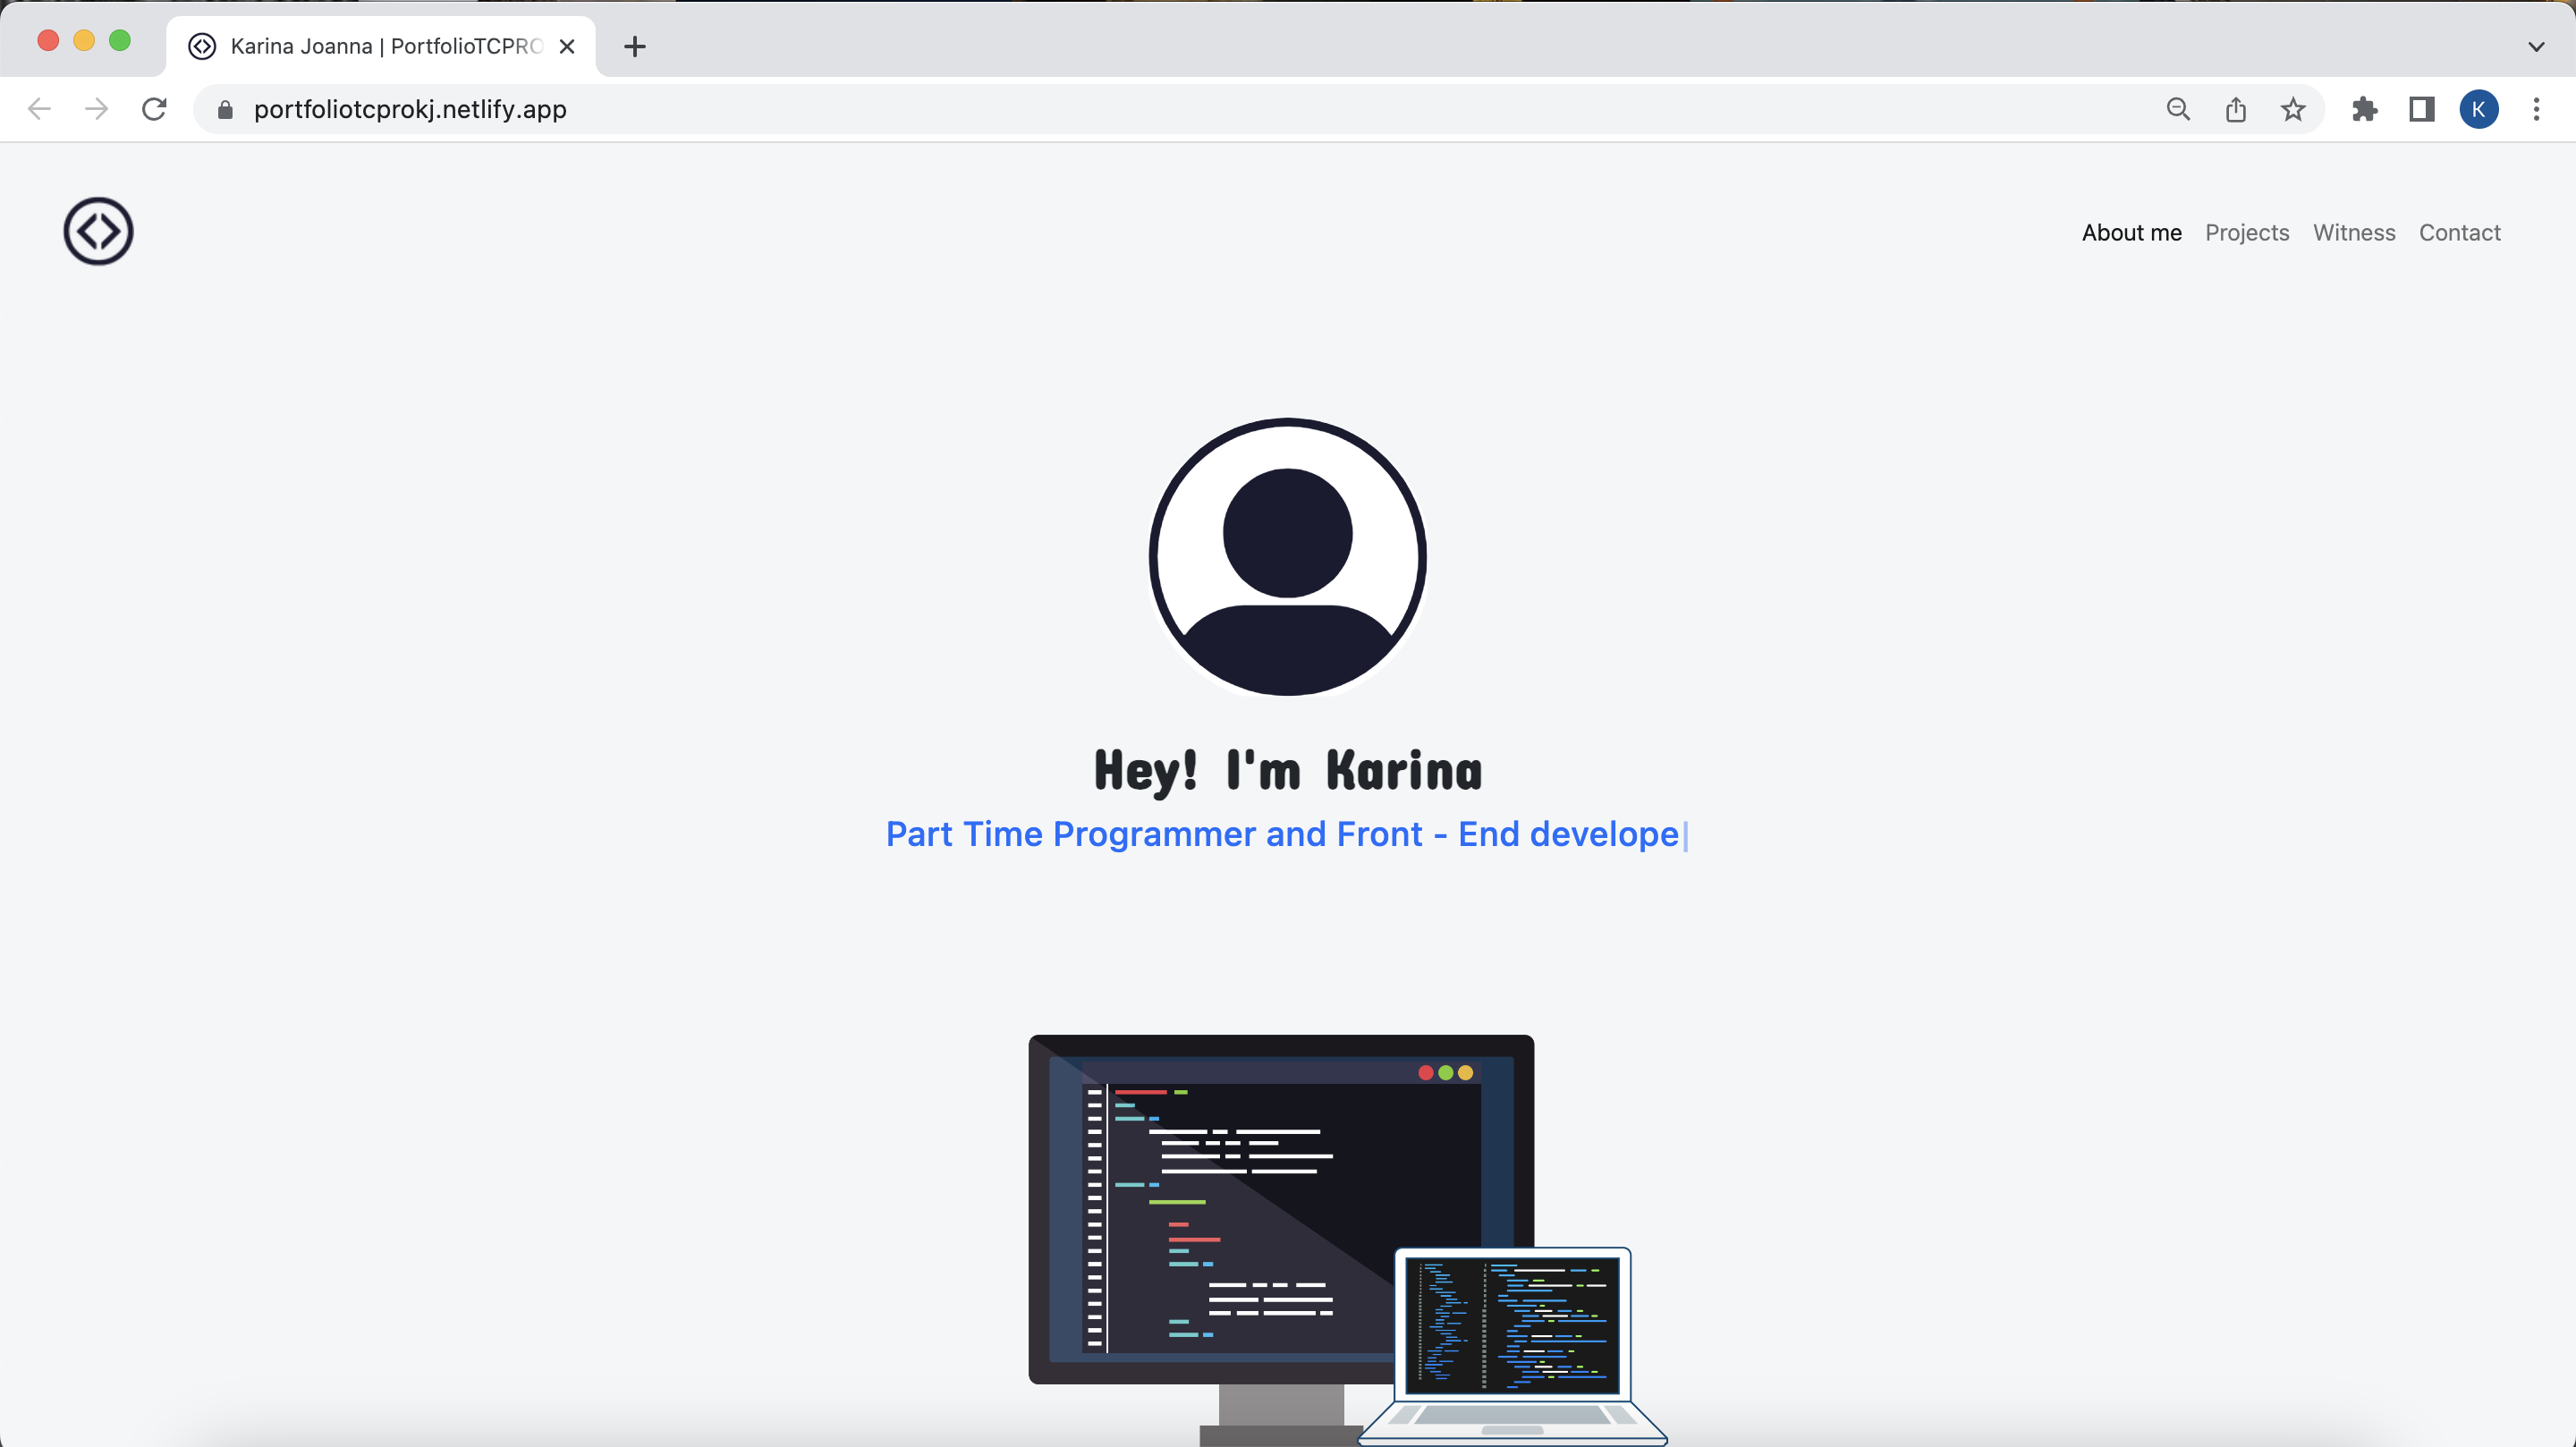 Karina Joanna | PortfolioTCPRO
portfoliotcprokj.netlify.app
K
About me Projects Witness Contact
Hey! I'm Karina
Part Time Programmer and Front - End develope|